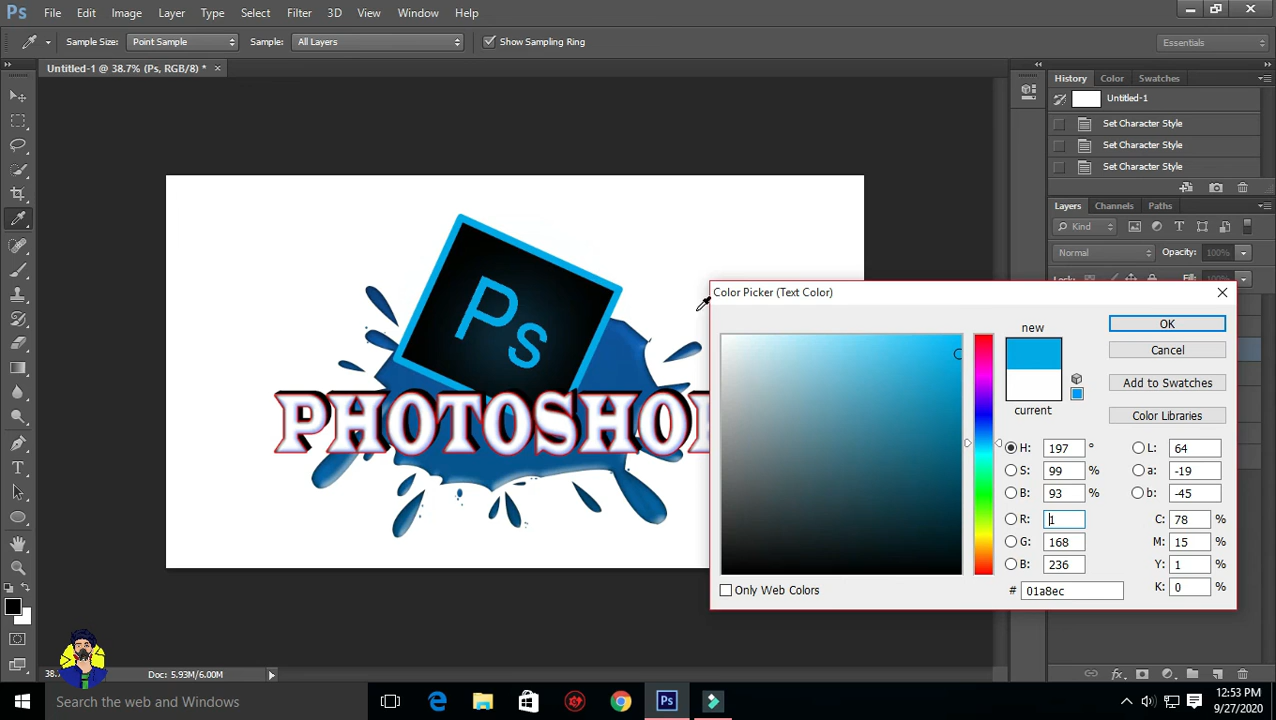 Ps File Edit Image Layer Type Select Filter 3D View Window Help
Sample Size: Point Sample Sample: All Layers Show Sampling Ring Essentials
Untitled-1 @ 38.7% (Ps, RGB/8) * ×
History Color Swatches
Untitled-1
Set Character Style
Set Character Style
Set Character Style
Layers Channels Paths
Kind
Normal Opacity: 100%
Lock: Fill:
Ps
PHOTOSHOP
Color Picker (Text Color)
new
current
OK
Cancel
Add to Swatches
Color Libraries
H: 197 ° L: 64
S: 99 % a: -19
B: 93 % b: -45
R: 1 C: 78 %
G: 168 M: 15 %
B: 236 Y: 1 %
# 01a8ec K: 0 %
Only Web Colors
38. Doc: 5.93M/6.00M
Search the web and Windows
Ps
12:53 PM
9/27/2020